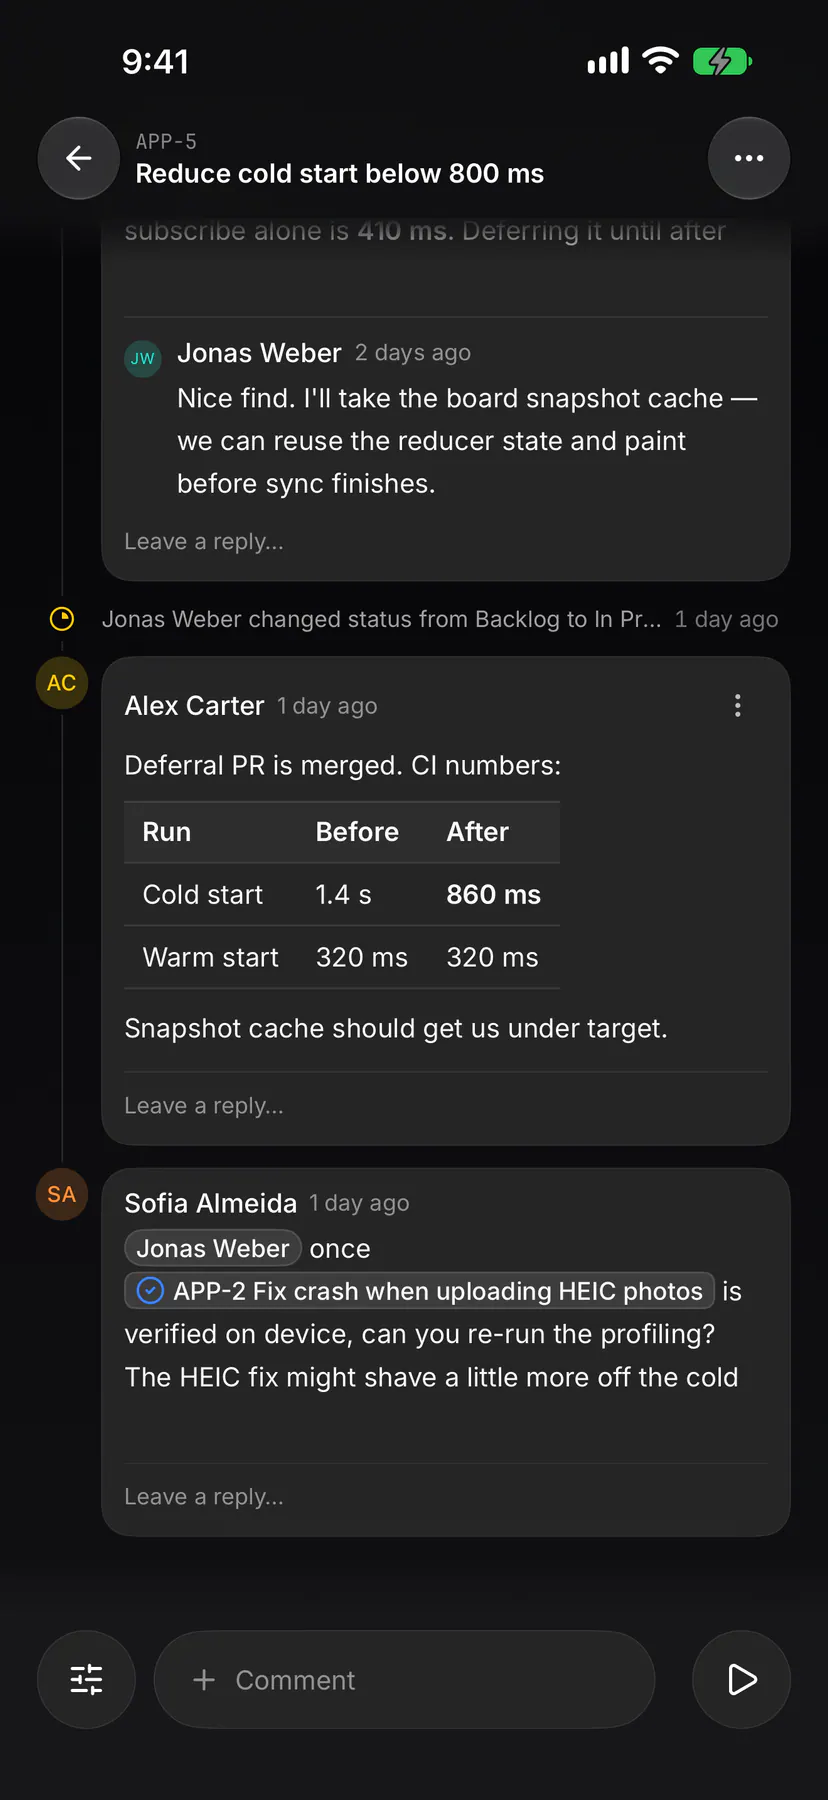 9:41
APP-5
Reduce cold start below 800 ms
subscribe alone is 410 ms. Deferring it until after
JW
Jonas Weber 2 days ago
Nice find. I'll take the board snapshot cache —
we can reuse the reducer state and paint
before sync finishes.
Leave a reply...
Jonas Weber changed status from Backlog to In Pr... 1 day ago
AC
Alex Carter 1 day ago
Deferral PR is merged. CI numbers:
Run Before After
Cold start 1.4 s 860 ms
Warm start 320 ms 320 ms
Snapshot cache should get us under target.
Leave a reply...
SA
Sofia Almeida 1 day ago
Jonas Weber once
APP-2 Fix crash when uploading HEIC photos is
verified on device, can you re-run the profiling?
The HEIC fix might shave a little more off the cold
Leave a reply...
Comment